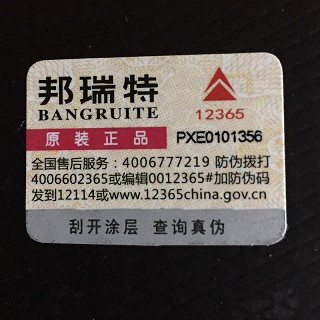 邦瑞特
BANGRUITE
12365
原装正品 PXE0101356
全国售后服务：4006777219 防伪拨打
4006602365或编辑0012365#加防伪码
发到12114或www.12365china.gov.cn
刮开涂层 查询真伪